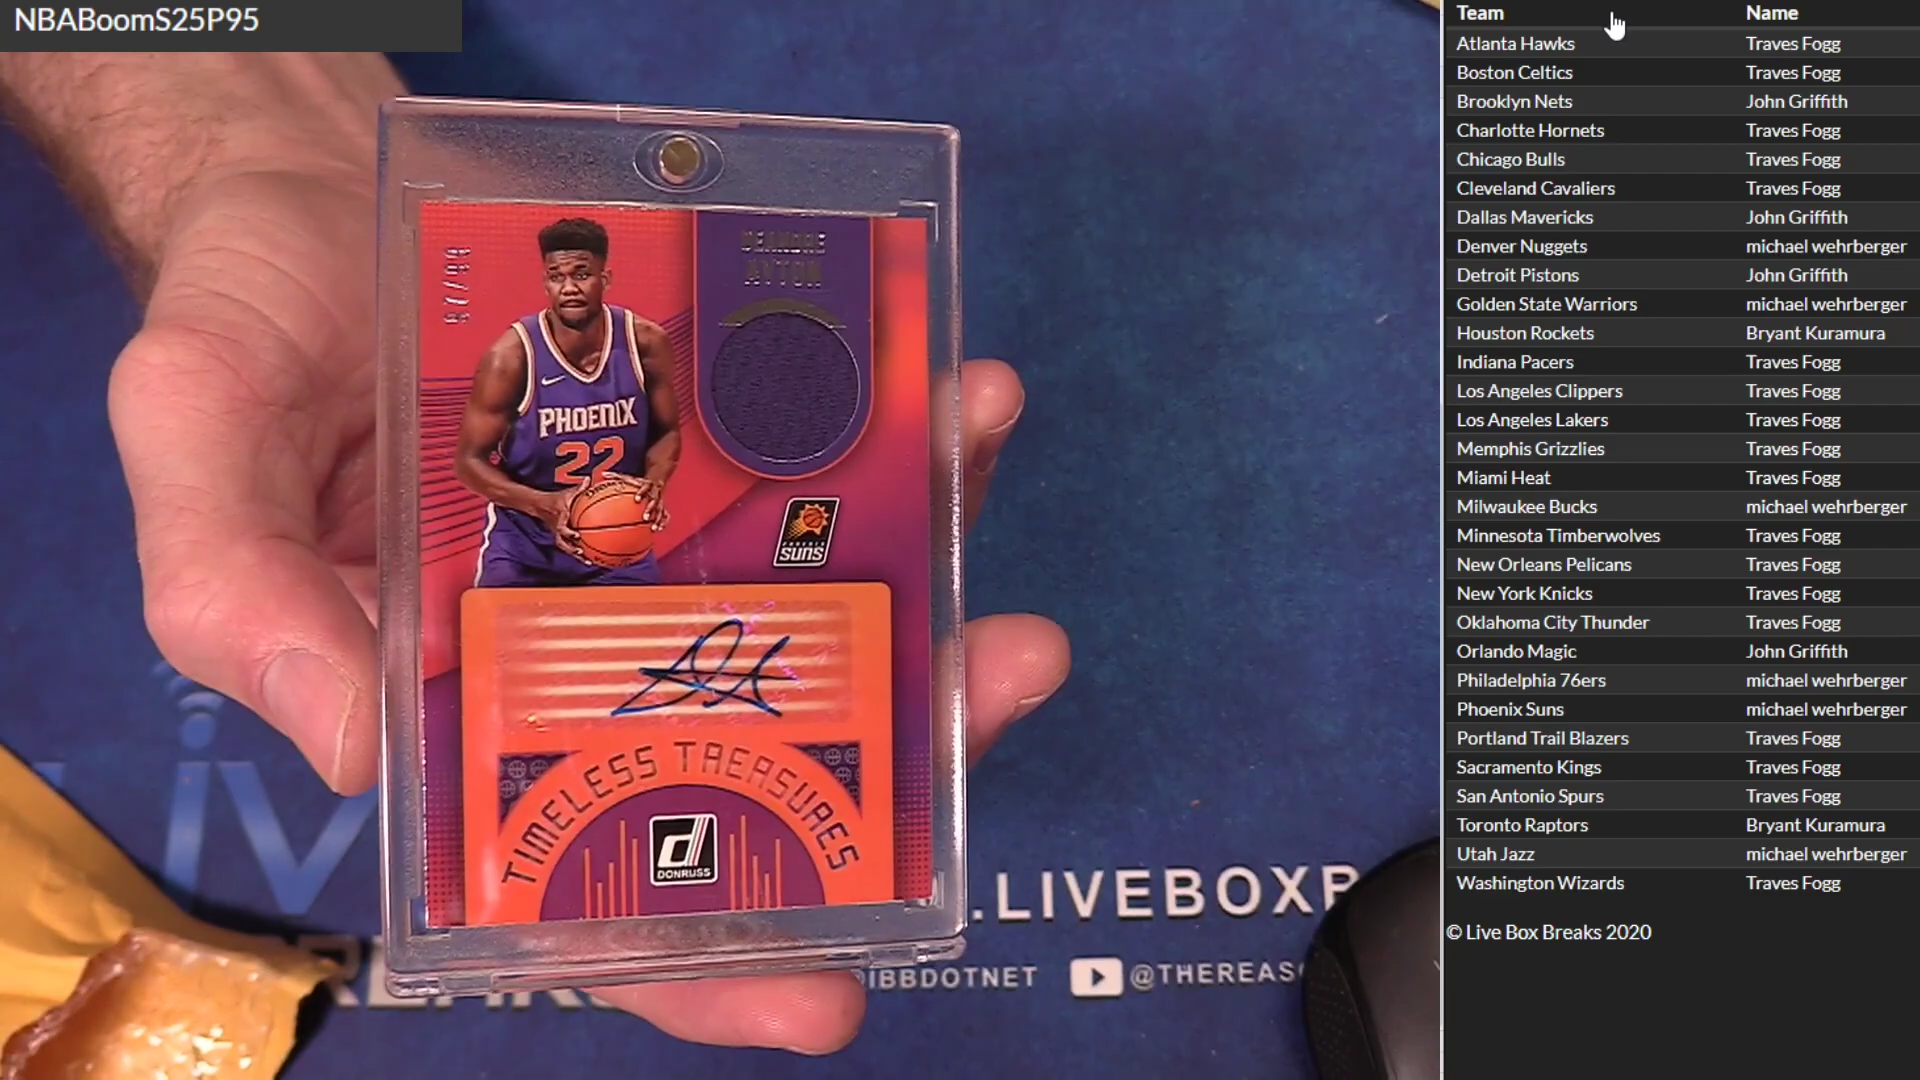 NBABoomS25P95
Team Name
Atlanta Hawks Traves Fogg
Boston Celtics Traves Fogg
Brooklyn Nets John Griffith
Charlotte Hornets Traves Fogg
Chicago Bulls Traves Fogg
Cleveland Cavaliers Traves Fogg
Dallas Mavericks John Griffith
Denver Nuggets michael wehrberger
Detroit Pistons John Griffith
Golden State Warriors michael wehrberger
Houston Rockets Bryant Kuramura
Indiana Pacers Traves Fogg
Los Angeles Clippers Traves Fogg
Los Angeles Lakers Traves Fogg
Memphis Grizzlies Traves Fogg
Miami Heat Traves Fogg
Milwaukee Bucks michael wehrberger
Minnesota Timberwolves Traves Fogg
New Orleans Pelicans Traves Fogg
New York Knicks Traves Fogg
Oklahoma City Thunder Traves Fogg
Orlando Magic John Griffith
Philadelphia 76ers michael wehrberger
Phoenix Suns michael wehrberger
Portland Trail Blazers Traves Fogg
Sacramento Kings Traves Fogg
San Antonio Spurs Traves Fogg
Toronto Raptors Bryant Kuramura
Utah Jazz michael wehrberger
Washington Wizards Traves Fogg
© Live Box Breaks 2020
DEANDRE
AYTON
PHOENIX
22
PHOENIX
SUNS
TIMELESS TREASURES
d
DONRUSS
.LIVEBOXB
IBBDOTNET @THEREAS